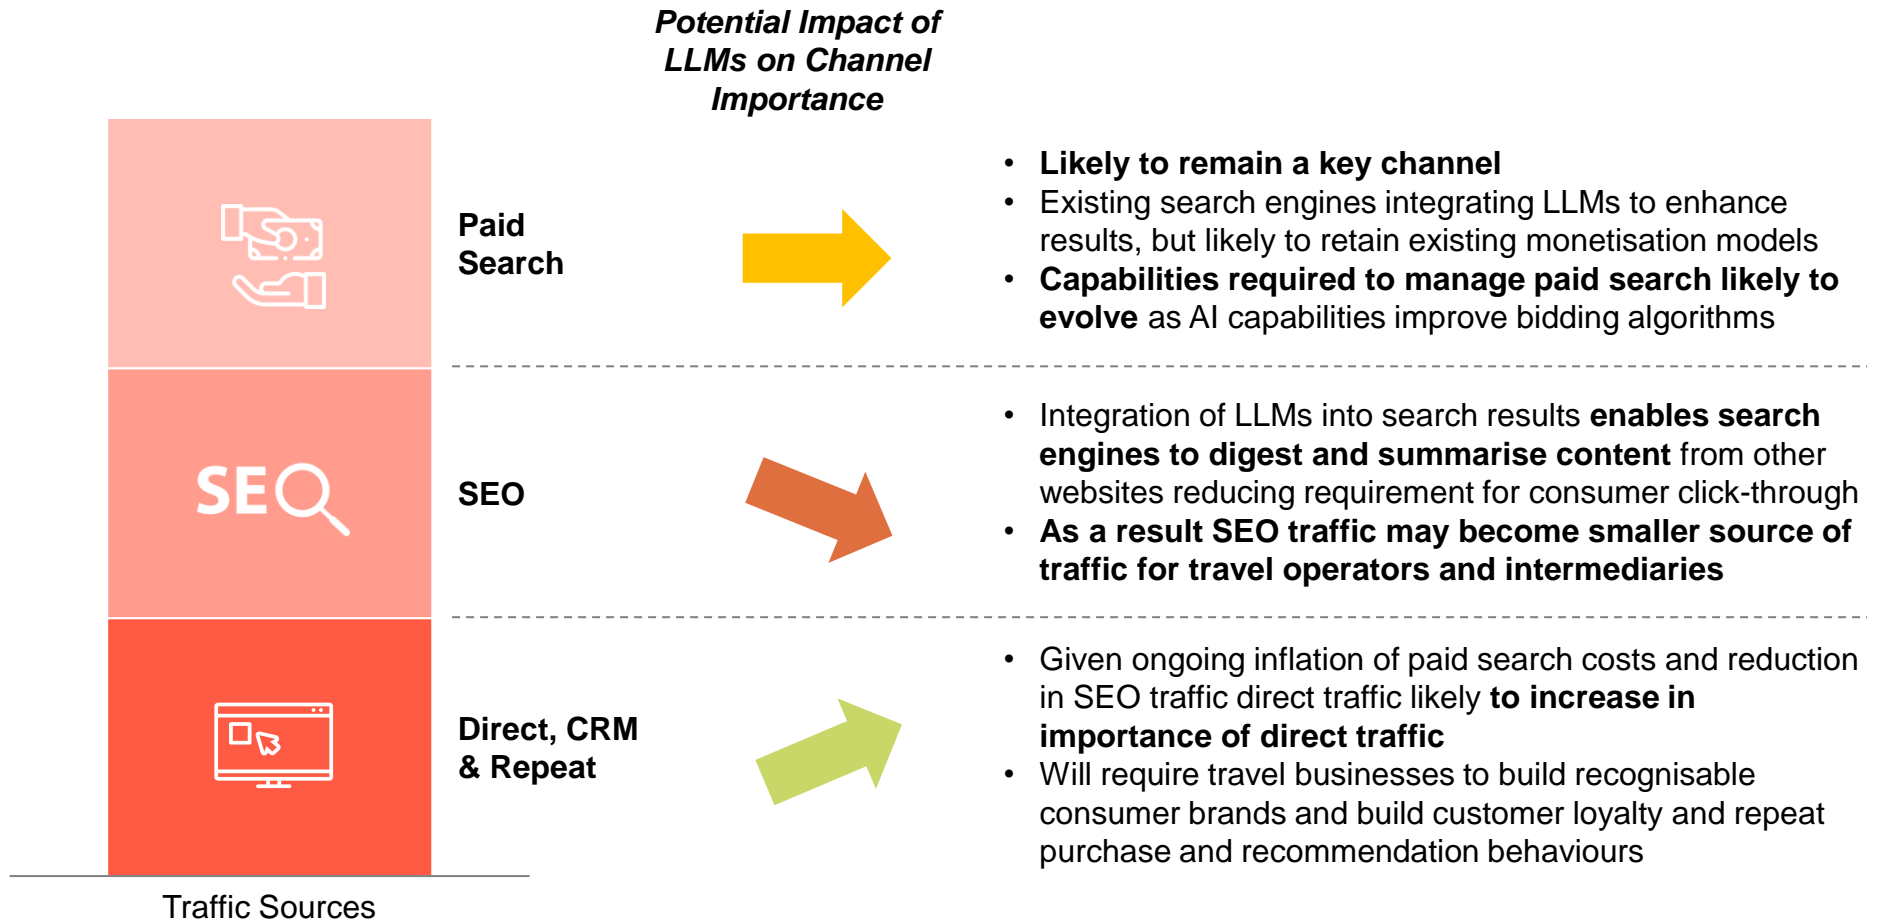 Potential Impact of
LLMs on Channel
Importance
Paid
Search
• Likely to remain a key channel
• Existing search engines integrating LLMs to enhance
results, but likely to retain existing monetisation models
• Capabilities required to manage paid search likely to
evolve as AI capabilities improve bidding algorithms
SEO
SEO
• Integration of LLMs into search results enables search
engines to digest and summarise content from other
websites reducing requirement for consumer click-through
• As a result SEO traffic may become smaller source of
traffic for travel operators and intermediaries
Direct, CRM
& Repeat
• Given ongoing inflation of paid search costs and reduction
in SEO traffic direct traffic likely to increase in
importance of direct traffic
• Will require travel businesses to build recognisable
consumer brands and build customer loyalty and repeat
purchase and recommendation behaviours
Traffic Sources